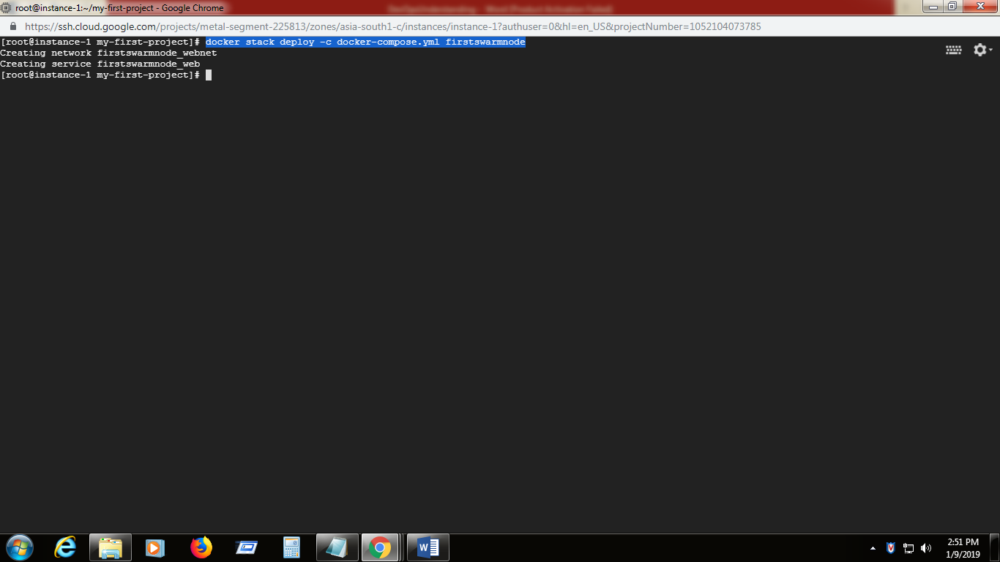 root@instance-1:~/my-first-project - Google Chrome
https://ssh.cloud.google.com/projects/metal-segment-225813/zones/asia-south1-c/instances/instance-1?authuser=0&hl=en_US&projectNumber=1052104073785
[root@instance-1 my-first-project]# docker stack deploy -c docker-compose.yml firstswarmnode
Creating network firstswarmnode_webnet
Creating service firstswarmnode_web
[root@instance-1 my-first-project]#
2:51 PM
1/9/2019